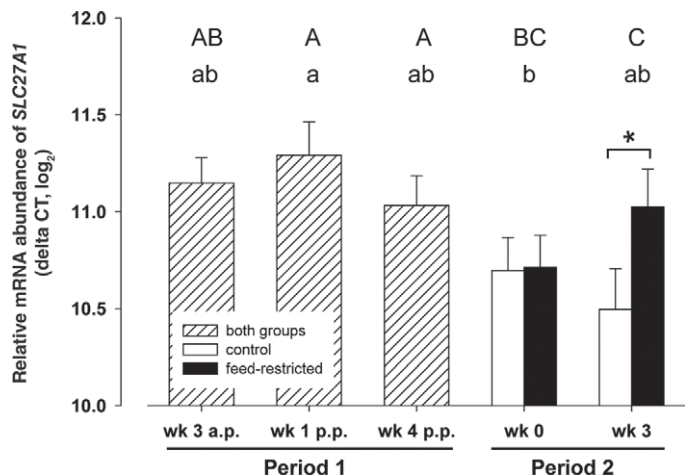 Relative mRNA abundance of SLC27A1
(delta CT, log₂)
12.0
11.5
11.0
10.5
10.0
AB A A BC C
ab a ab b ab
*
both groups
control
feed-restricted
wk 3 a.p. wk 1 p.p. wk 4 p.p. wk 0 wk 3
Period 1 Period 2